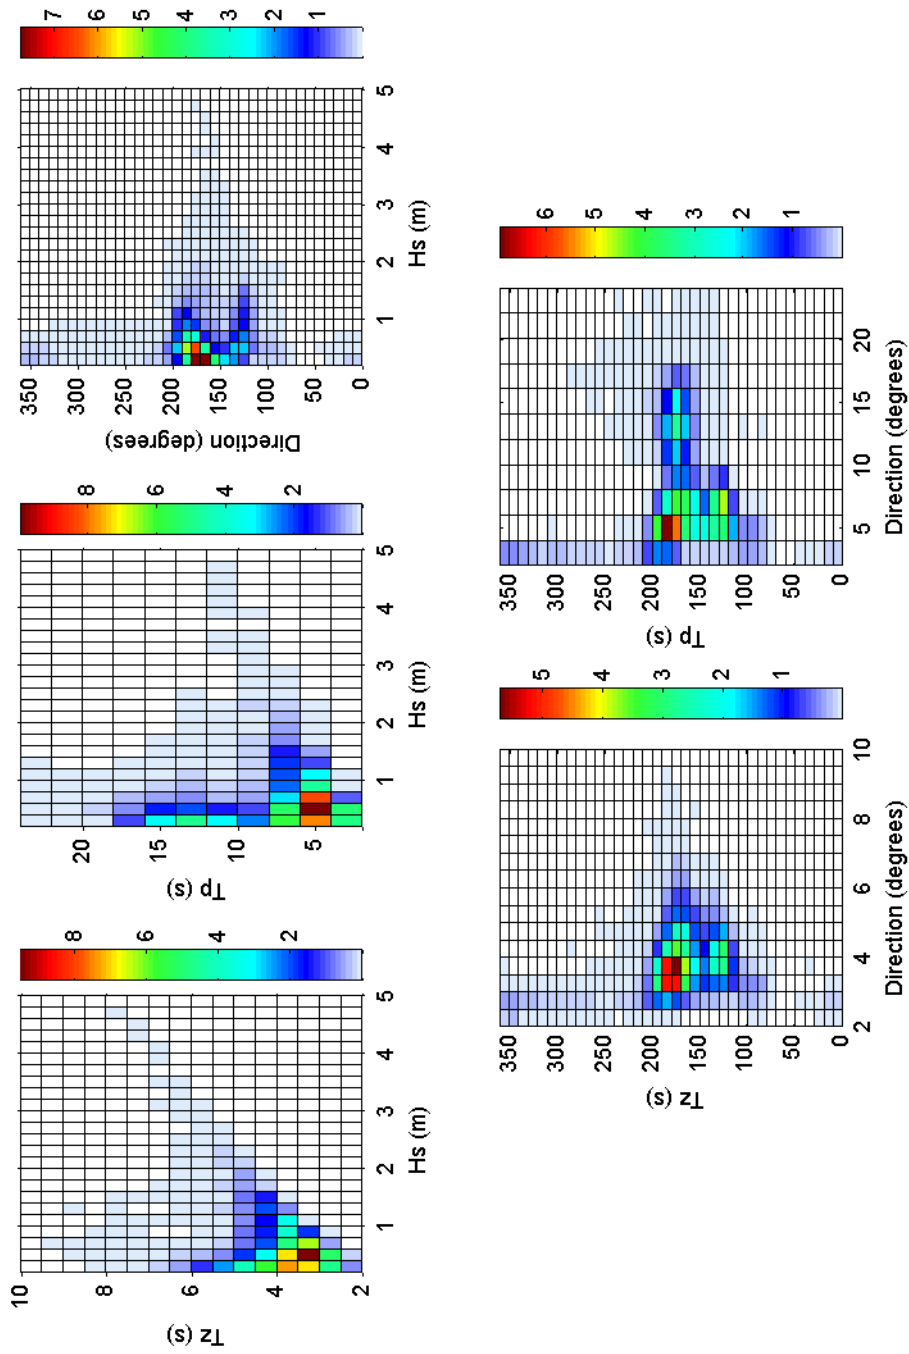 10 8 6 4 2
Tz (s)
1 2 3 4 5
Hs (m)
8 6 4 2
20 15 10 5
Tp (s)
1 2 3 4 5
Hs (m)
8 6 4 2
350 300 250 200 150 100 50 0
Direction (degrees)
1 2 3 4 5
Hs (m)
7 6 5 4 3 2 1
350 300 250 200 150 100 50 0
Tz (s)
2 4 6 8 10
Direction (degrees)
5 4 3 2 1
350 300 250 200 150 100 50 0
Tp (s)
5 10 15 20
Direction (degrees)
6 5 4 3 2 1